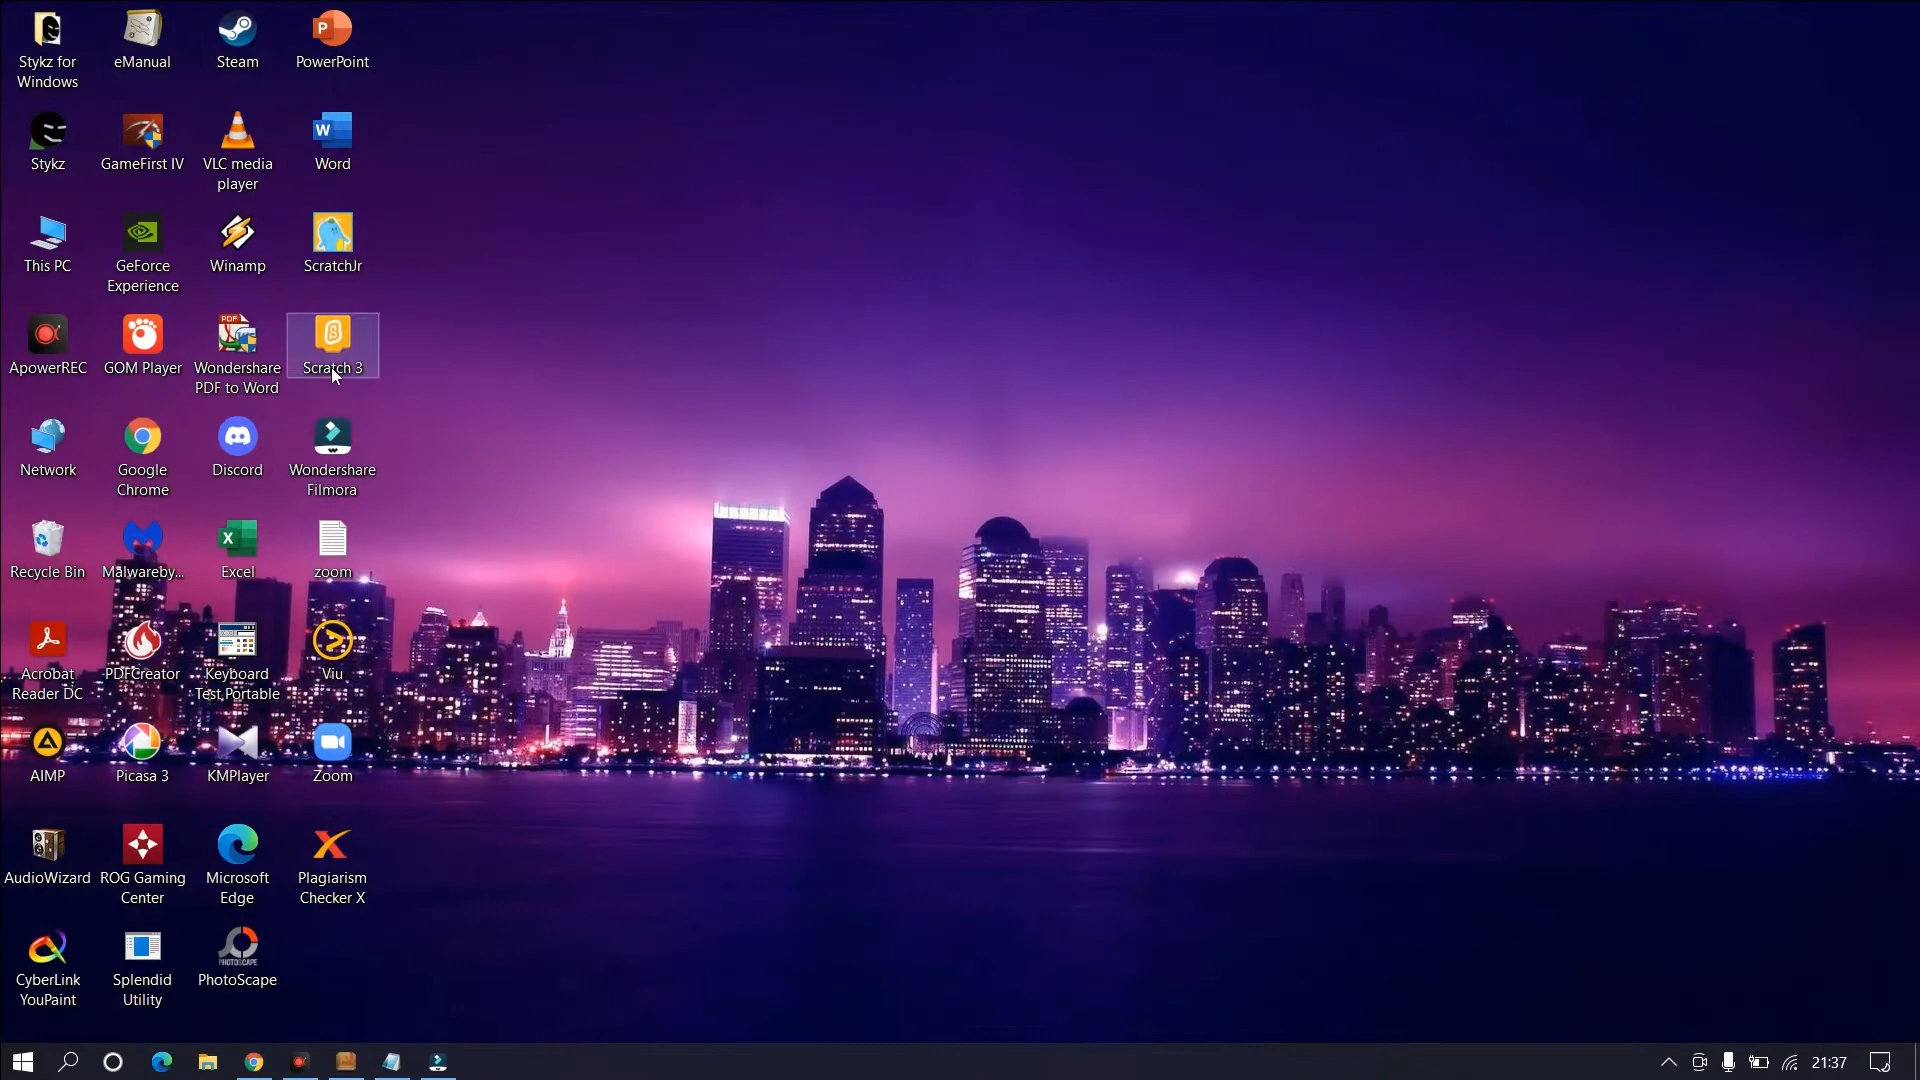 Stykz for
Windows
eManual
Steam
PowerPoint
Stykz
GameFirst IV
VLC media
player
Word
This PC
GeForce
Experience
Winamp
ScratchJr
ApowerREC
GOM Player
PDF
Wondershare
PDF to Word
Scratch 3
Network
Google
Chrome
Discord
Wondershare
Filmora
Recycle Bin
Malwareby...
Excel
zoom
Acrobat
Reader DC
PDFCreator
Keyboard
Test Portable
Viu
AIMP
Picasa 3
KMPlayer
Zoom
AudioWizard
ROG Gaming
Center
Microsoft
Edge
Plagiarism
Checker X
CyberLink
YouPaint
Splendid
Utility
PHOTOSCAPE
PhotoScape
21:37